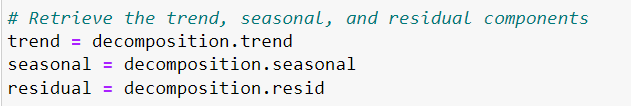 # Retrieve the trend, seasonal, and residual components
trend = decomposition.trend
seasonal = decomposition.seasonal
residual = decomposition.resid